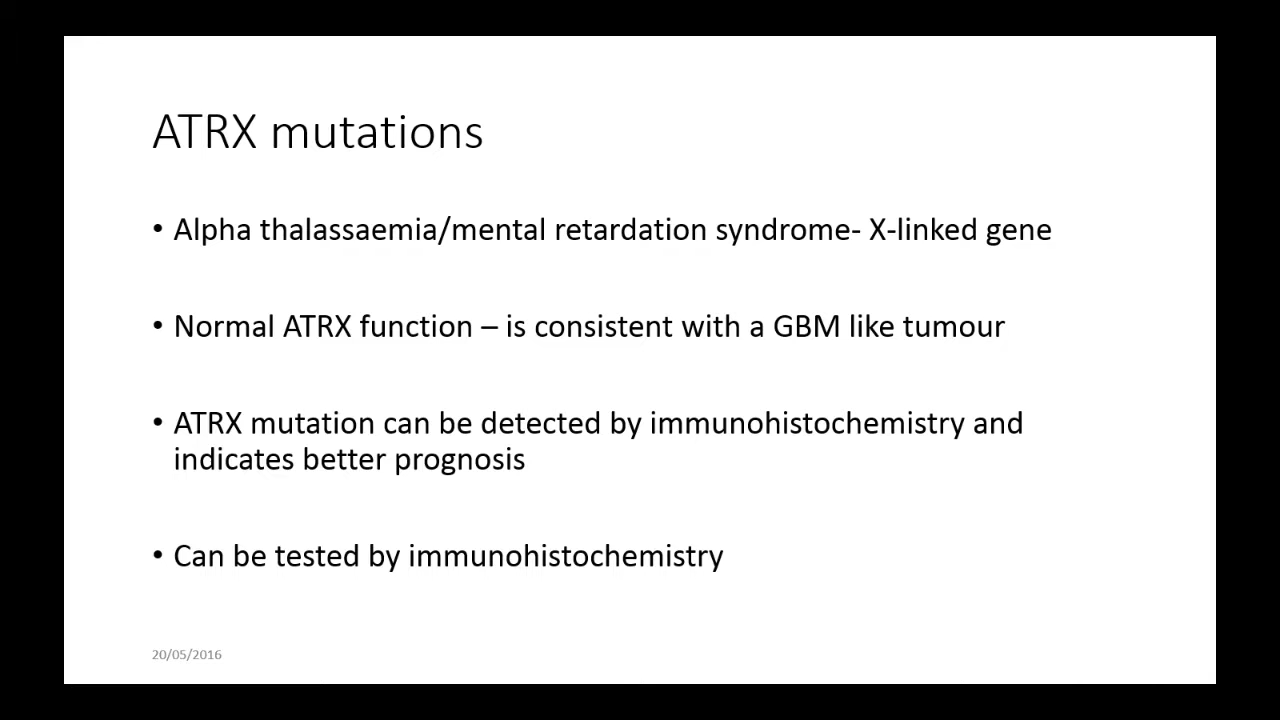 ATRX mutations
• Alpha thalassaemia/mental retardation syndrome- X-linked gene
• Normal ATRX function – is consistent with a GBM like tumour
• ATRX mutation can be detected by immunohistochemistry and
indicates better prognosis
• Can be tested by immunohistochemistry
20/05/2016